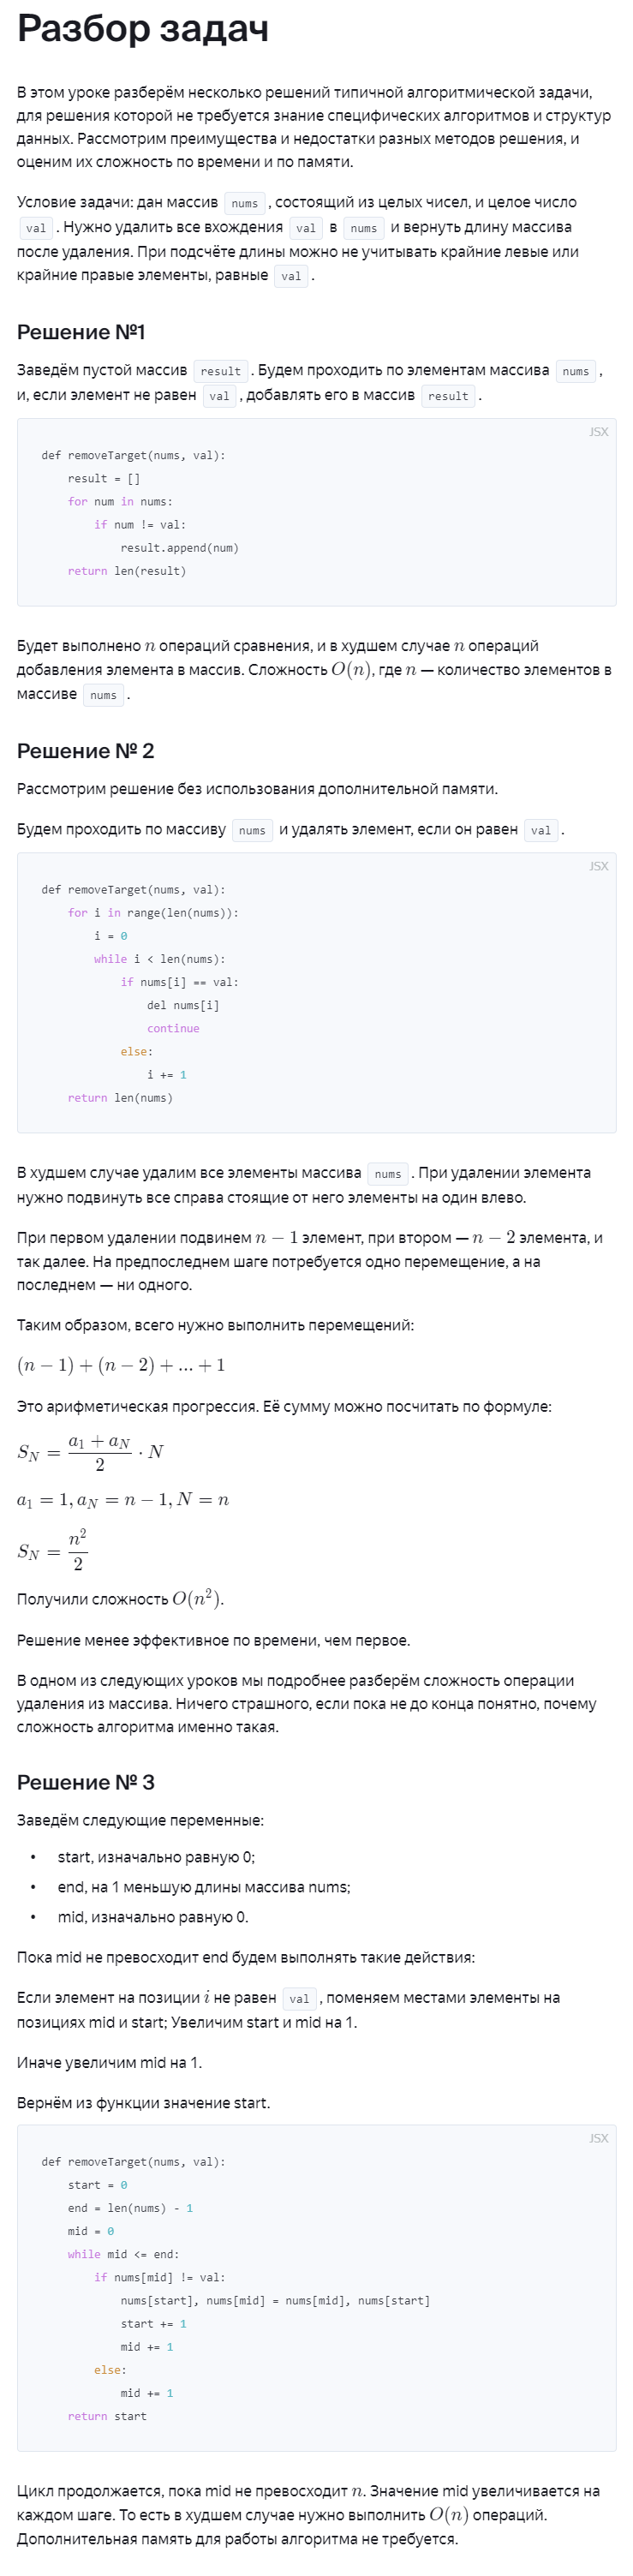 Разбор задач
В этом уроке разберём несколько решений типичной алгоритмической задачи,
для решения которой не требуется знание специфических алгоритмов и структур
данных. Рассмотрим преимущества и недостатки разных методов решения, и
оценим их сложность по времени и по памяти.
Условие задачи: дан массив nums, состоящий из целых чисел, и целое число
val. Нужно удалить все вхождения val в nums и вернуть длину массива
после удаления. При подсчёте длины можно не учитывать крайние левые или
крайние правые элементы, равные val.
Решение №1
Заведём пустой массив result. Будем проходить по элементам массива nums,
и, если элемент не равен val, добавлять его в массив result.
JSX
def removeTarget(nums, val):
    result = []
    for num in nums:
        if num != val:
            result.append(num)
    return len(result)
Будет выполнено n операций сравнения, и в худшем случае n операций
добавления элемента в массив. Сложность O(n), где n — количество элементов в
массиве nums.
Решение № 2
Рассмотрим решение без использования дополнительной памяти.
Будем проходить по массиву nums и удалять элемент, если он равен val.
JSX
def removeTarget(nums, val):
    for i in range(len(nums)):
        i = 0
        while i < len(nums):
            if nums[i] == val:
                del nums[i]
                continue
            else:
                i += 1
    return len(nums)
В худшем случае удалим все элементы массива nums. При удалении элемента
нужно подвинуть все справа стоящие от него элементы на один влево.
При первом удалении подвинем n − 1 элемент, при втором — n − 2 элемента, и
так далее. На предпоследнем шаге потребуется одно перемещение, а на
последнем — ни одного.
Таким образом, всего нужно выполнить перемещений:
(n − 1) + (n − 2) + ... + 1
Это арифметическая прогрессия. Её сумму можно посчитать по формуле:
S_N = (a_1 + a_N)/2 · N
a_1 = 1, a_N = n − 1, N = n
S_N = n²/2
Получили сложность O(n²).
Решение менее эффективное по времени, чем первое.
В одном из следующих уроков мы подробнее разберём сложность операции
удаления из массива. Ничего страшного, если пока не до конца понятно, почему
сложность алгоритма именно такая.
Решение № 3
Заведём следующие переменные:
• start, изначально равную 0;
• end, на 1 меньшую длины массива nums;
• mid, изначально равную 0.
Пока mid не превосходит end будем выполнять такие действия:
Если элемент на позиции i не равен val, поменяем местами элементы на
позициях mid и start; Увеличим start и mid на 1.
Иначе увеличим mid на 1.
Вернём из функции значение start.
JSX
def removeTarget(nums, val):
    start = 0
    end = len(nums) - 1
    mid = 0
    while mid <= end:
        if nums[mid] != val:
            nums[start], nums[mid] = nums[mid], nums[start]
            start += 1
            mid += 1
        else:
            mid += 1
    return start
Цикл продолжается, пока mid не превосходит n. Значение mid увеличивается на
каждом шаге. То есть в худшем случае нужно выполнить O(n) операций.
Дополнительная память для работы алгоритма не требуется.